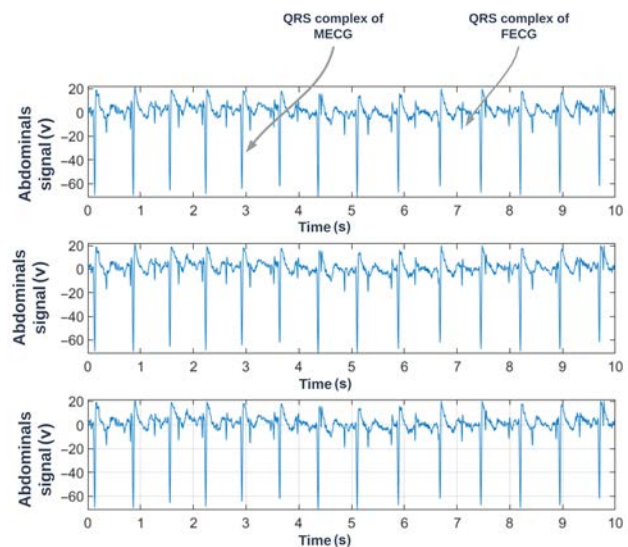 QRS complex of
MECG
QRS complex of
FECG
Abdominals
signal (v)
20
0
−20
−40
−60
0 1 2 3 4 5 6 7 8 9 10
Time (s)
Abdominals
signal (v)
20
0
−20
−40
−60
0 1 2 3 4 5 6 7 8 9 10
Time (s)
Abdominals
signal (v)
20
0
−20
−40
−60
0 1 2 3 4 5 6 7 8 9 10
Time (s)